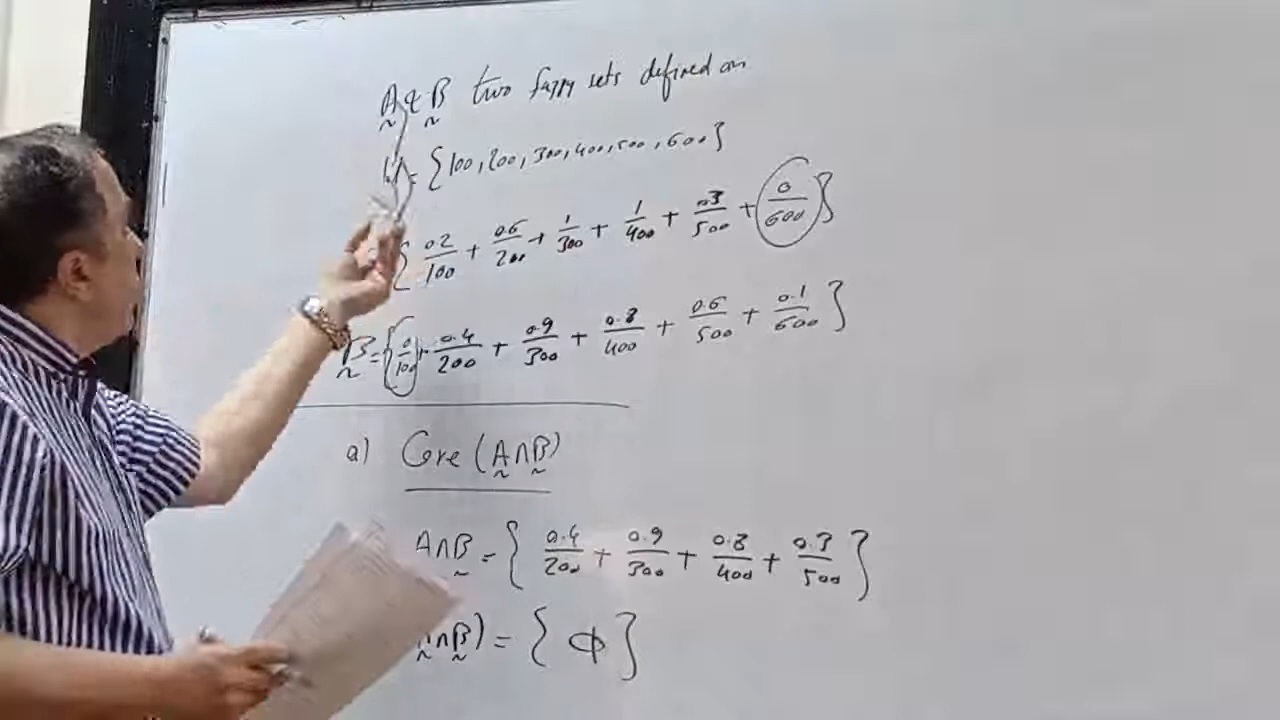 A & B two fuzzy sets defined on
U = {100, 200, 300, 400, 500, 600}
{ 0.2/100 + 0.5/200 + 1/300 + 1/400 + 0.3/500 + 0/600 }
B = { 0/100 + 0.4/200 + 0.9/300 + 0.8/400 + 0.5/500 + 0.1/600 }
a) Core (A∩B)
A∩B = { 0.4/200 + 0.9/300 + 0.8/400 + 0.3/500 }
A∩B) = { Φ }